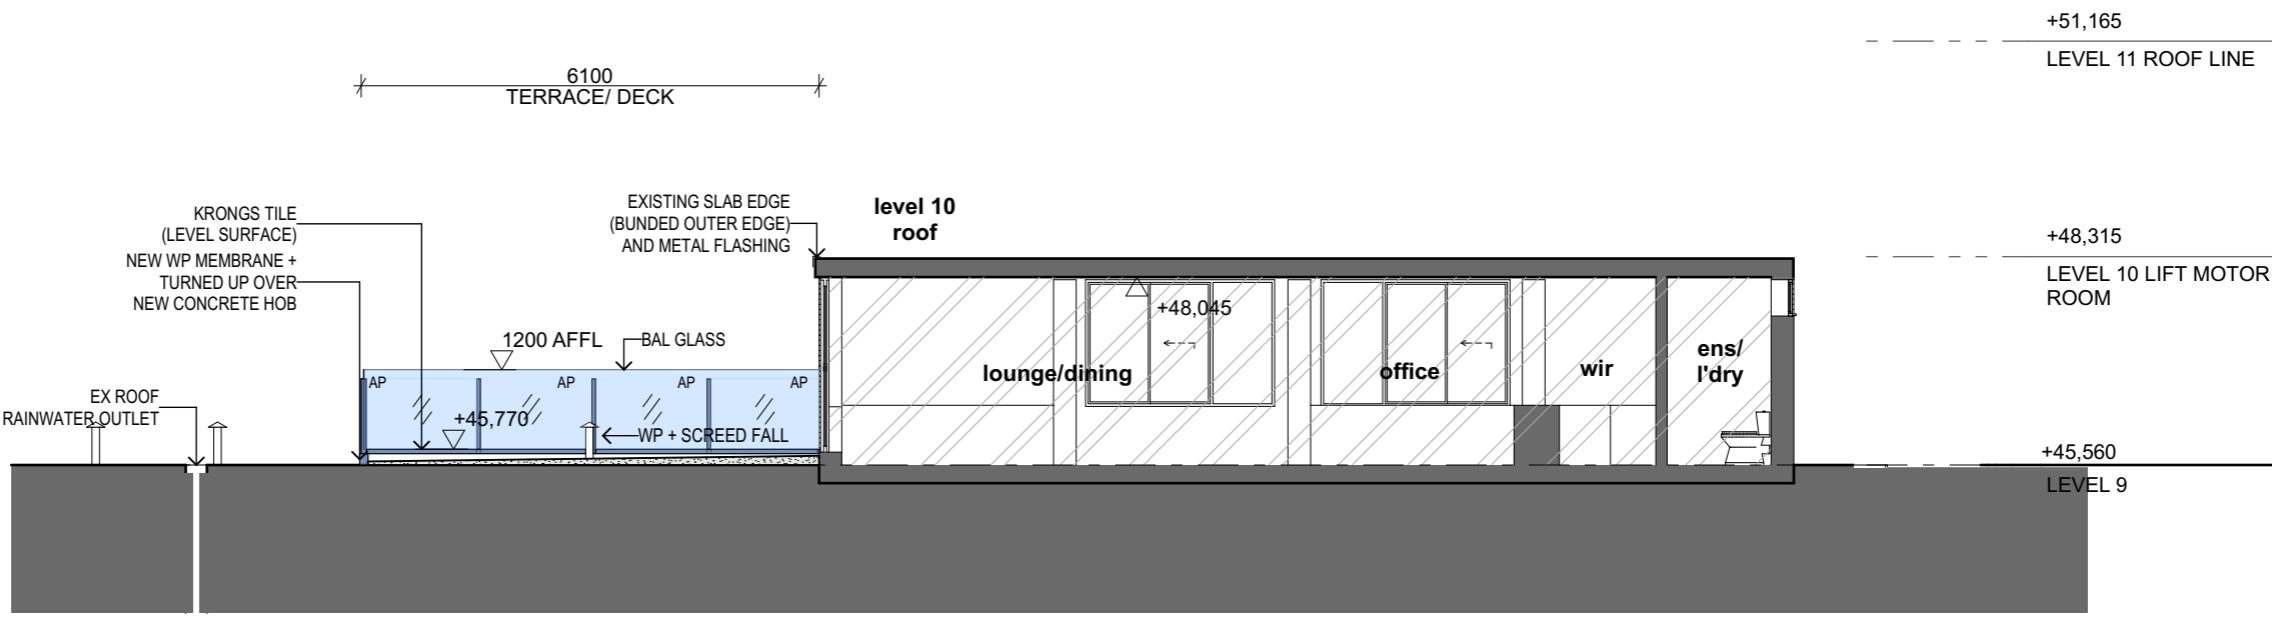 +51,165
LEVEL 11 ROOF LINE
6100
TERRACE/ DECK
KRONGS TILE
(LEVEL SURFACE)
NEW WP MEMBRANE +
TURNED UP OVER
NEW CONCRETE HOB
EXISTING SLAB EDGE
(BUNDED OUTER EDGE)
AND METAL FLASHING
level 10
roof
+48,315
LEVEL 10 LIFT MOTOR
ROOM
+48,045
1200 AFFL
BAL GLASS
AP
AP
AP
AP
EX ROOF
RAINWATER OUTLET
+45,770
WP + SCREED FALL
lounge/dining
office
wir
ens/
l'dry
+45,560
LEVEL 9